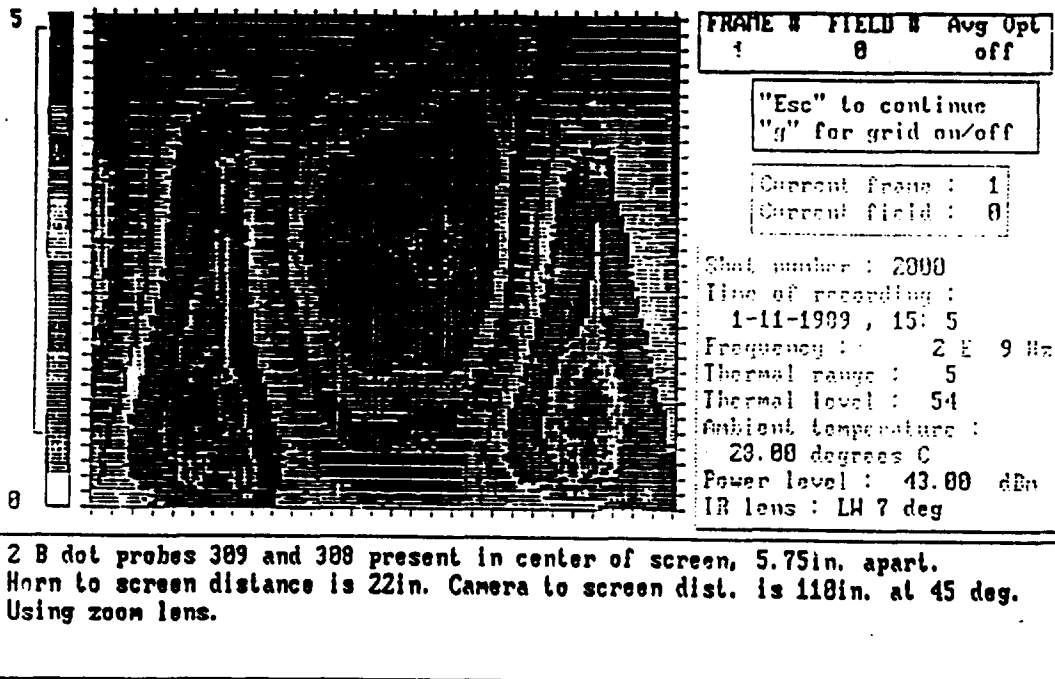 5
0
FRAME # FIELD # Avg Opt
1 0 off
"Esc" to continue
"g" for grid on/off
Current frame : 1
Current field : 0
Shot number : 2000
Time of recording :
1-11-1989 , 15: 5
Frequency : 2 E 9 Hz
Thermal range : 5
Thermal level : 54
Ambient temperature :
23.00 degrees C
Power level : 43.00 dBm
IR lens : LW 7 deg
2 B dot probes 309 and 308 present in center of screen, 5.75in. apart.
Horn to screen distance is 22in. Camera to screen dist. is 110in. at 45 deg.
Using zoom lens.